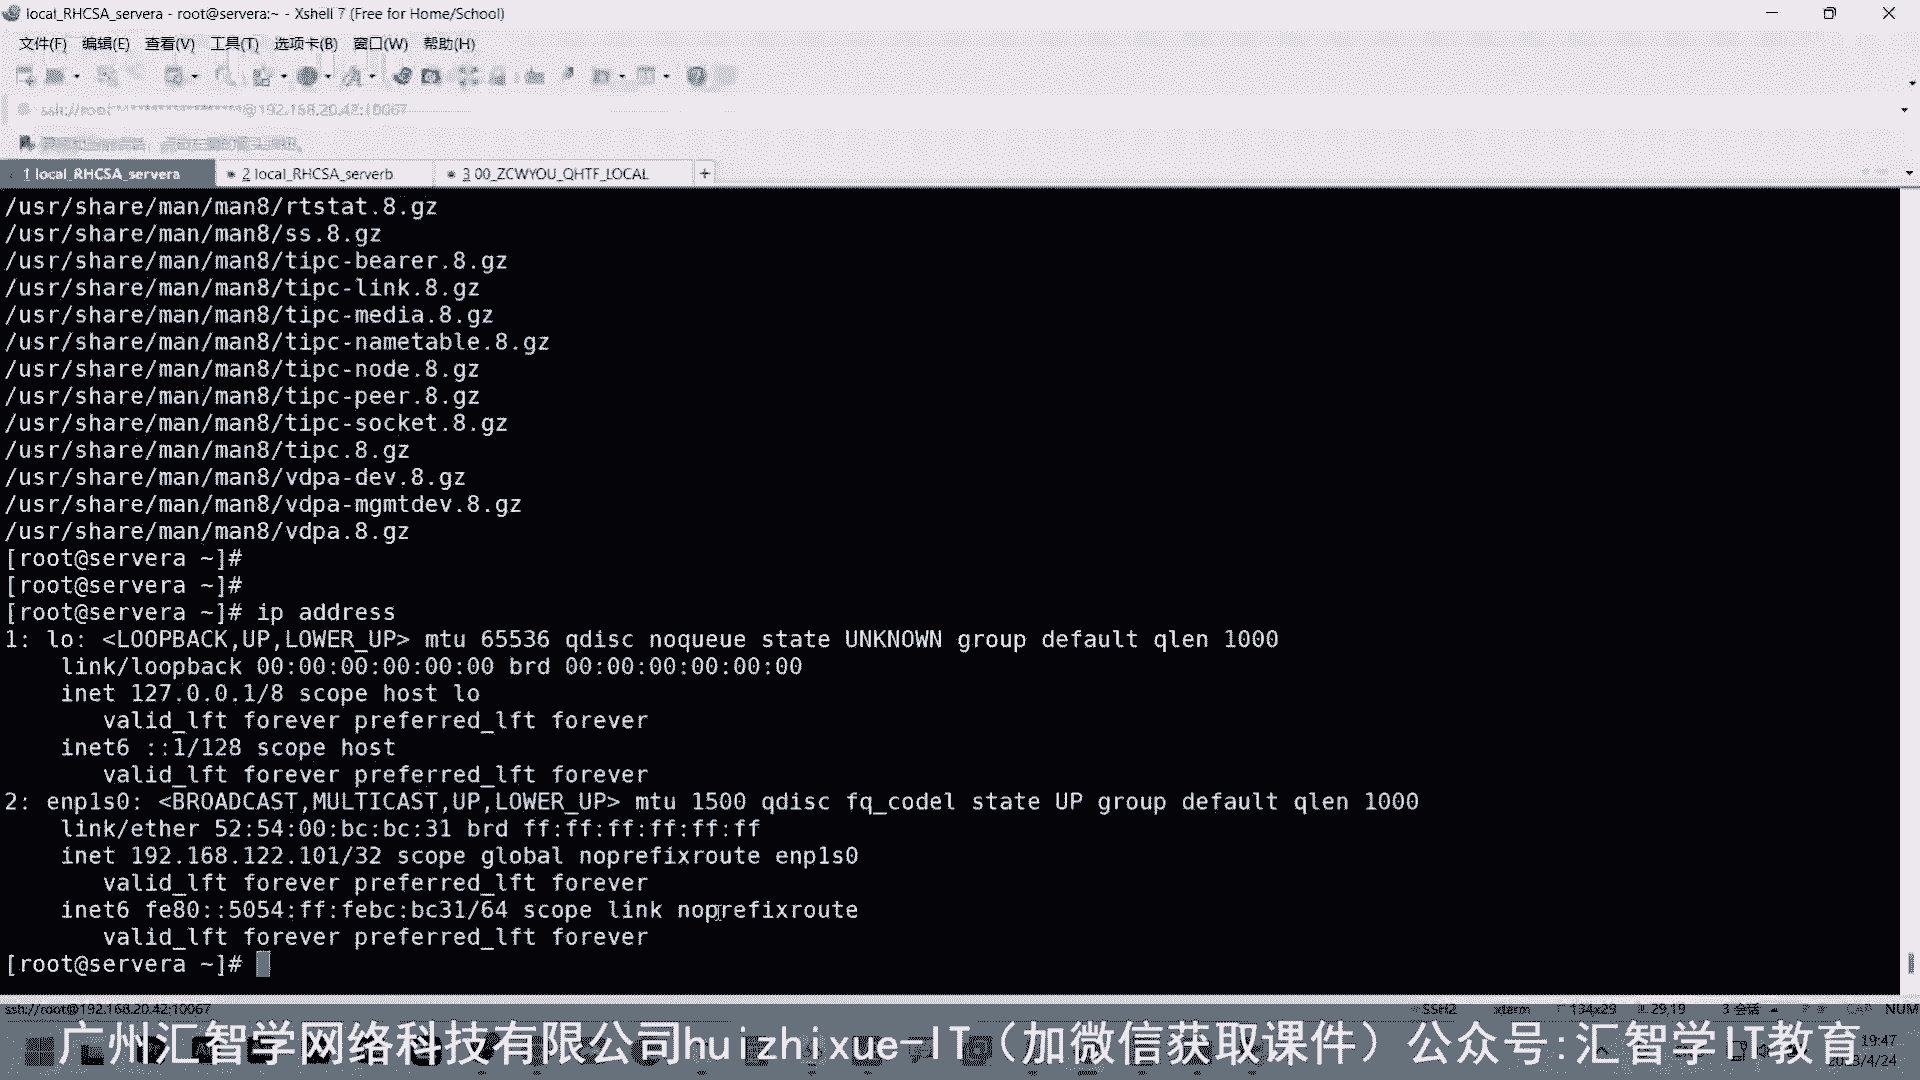 local_RHCSA_servera - root@servera:~ - Xshell 7 (Free for Home/School)
文件(F) 编辑(E) 查看(V) 工具(T) 选项卡(B) 窗口(W) 帮助(H)
@192.168.20.42:10067
1 local_RHCSA_servera 2 local_RHCSA_serverb 3 00_ZCWYOU_QHTF_LOCAL +
/usr/share/man/man8/rtstat.8.gz
/usr/share/man/man8/ss.8.gz
/usr/share/man/man8/tipc-bearer.8.gz
/usr/share/man/man8/tipc-link.8.gz
/usr/share/man/man8/tipc-media.8.gz
/usr/share/man/man8/tipc-nametable.8.gz
/usr/share/man/man8/tipc-node.8.gz
/usr/share/man/man8/tipc-peer.8.gz
/usr/share/man/man8/tipc-socket.8.gz
/usr/share/man/man8/tipc.8.gz
/usr/share/man/man8/vdpa-dev.8.gz
/usr/share/man/man8/vdpa-mgmtdev.8.gz
/usr/share/man/man8/vdpa.8.gz
[root@servera ~]#
[root@servera ~]#
[root@servera ~]# ip address
1: lo: <LOOPBACK,UP,LOWER_UP> mtu 65536 qdisc noqueue state UNKNOWN group default qlen 1000
link/loopback 00:00:00:00:00:00 brd 00:00:00:00:00:00
inet 127.0.0.1/8 scope host lo
valid_lft forever preferred_lft forever
inet6 ::1/128 scope host
valid_lft forever preferred_lft forever
2: enp1s0: <BROADCAST,MULTICAST,UP,LOWER_UP> mtu 1500 qdisc fq_codel state UP group default qlen 1000
link/ether 52:54:00:bc:bc:31 brd ff:ff:ff:ff:ff:ff
inet 192.168.122.101/32 scope global noprefixroute enp1s0
valid_lft forever preferred_lft forever
inet6 fe80::5054:ff:febc:bc31/64 scope link noprefixroute
valid_lft forever preferred_lft forever
[root@servera ~]#
ssh://root@192.168.20.42:10067 SSH2 xterm 134x29 29,19 3 会话 CAP NUM
广州汇智学网络科技有限公司huizhixue-IT（加微信获取课件）公众号:汇智学IT教育
19:47